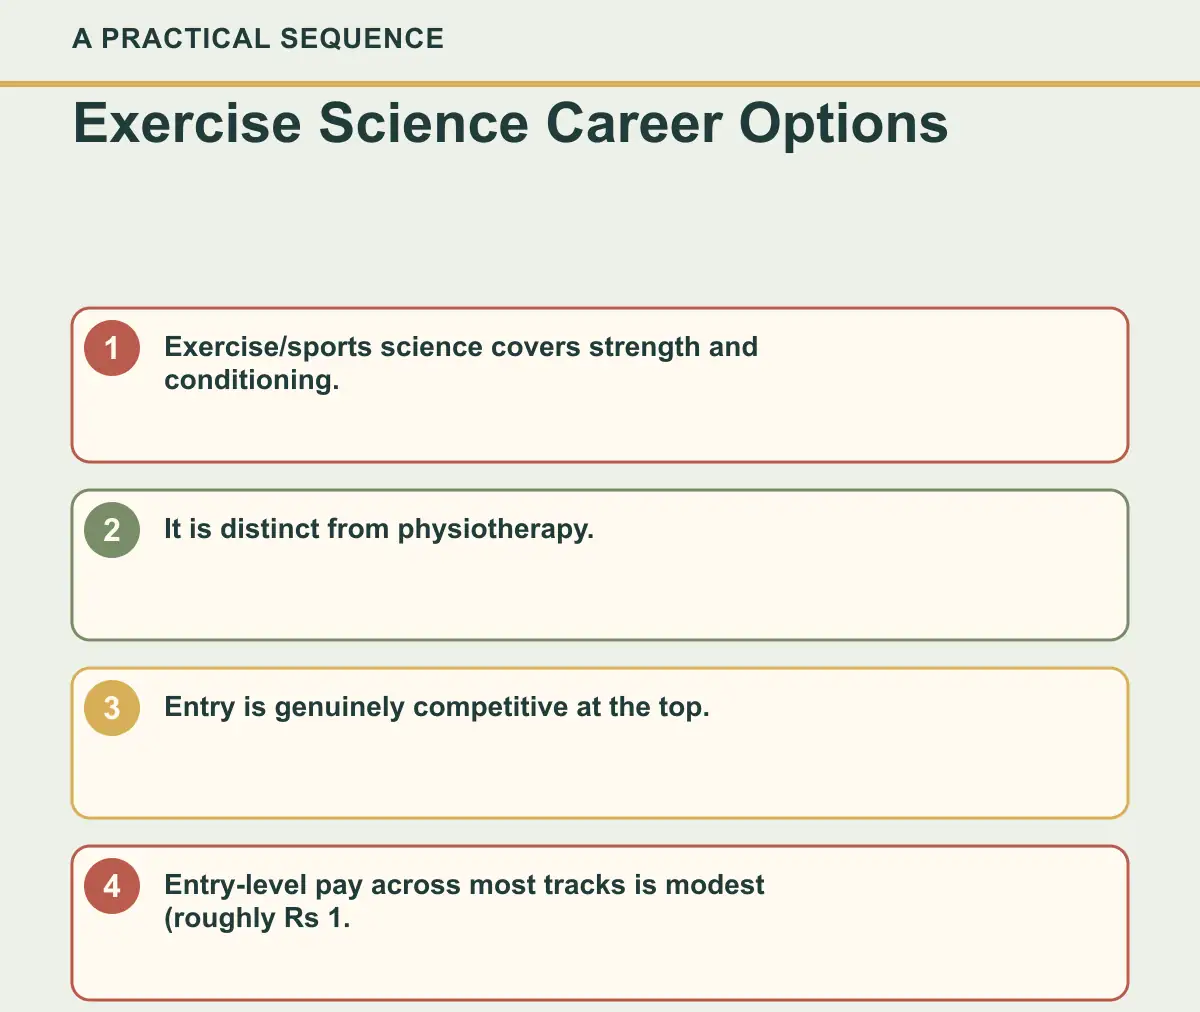 A PRACTICAL SEQUENCE
Exercise Science Career Options
1
Exercise/sports science covers strength and
conditioning.
2
It is distinct from physiotherapy.
3
Entry is genuinely competitive at the top.
4
Entry-level pay across most tracks is modest
(roughly Rs 1.